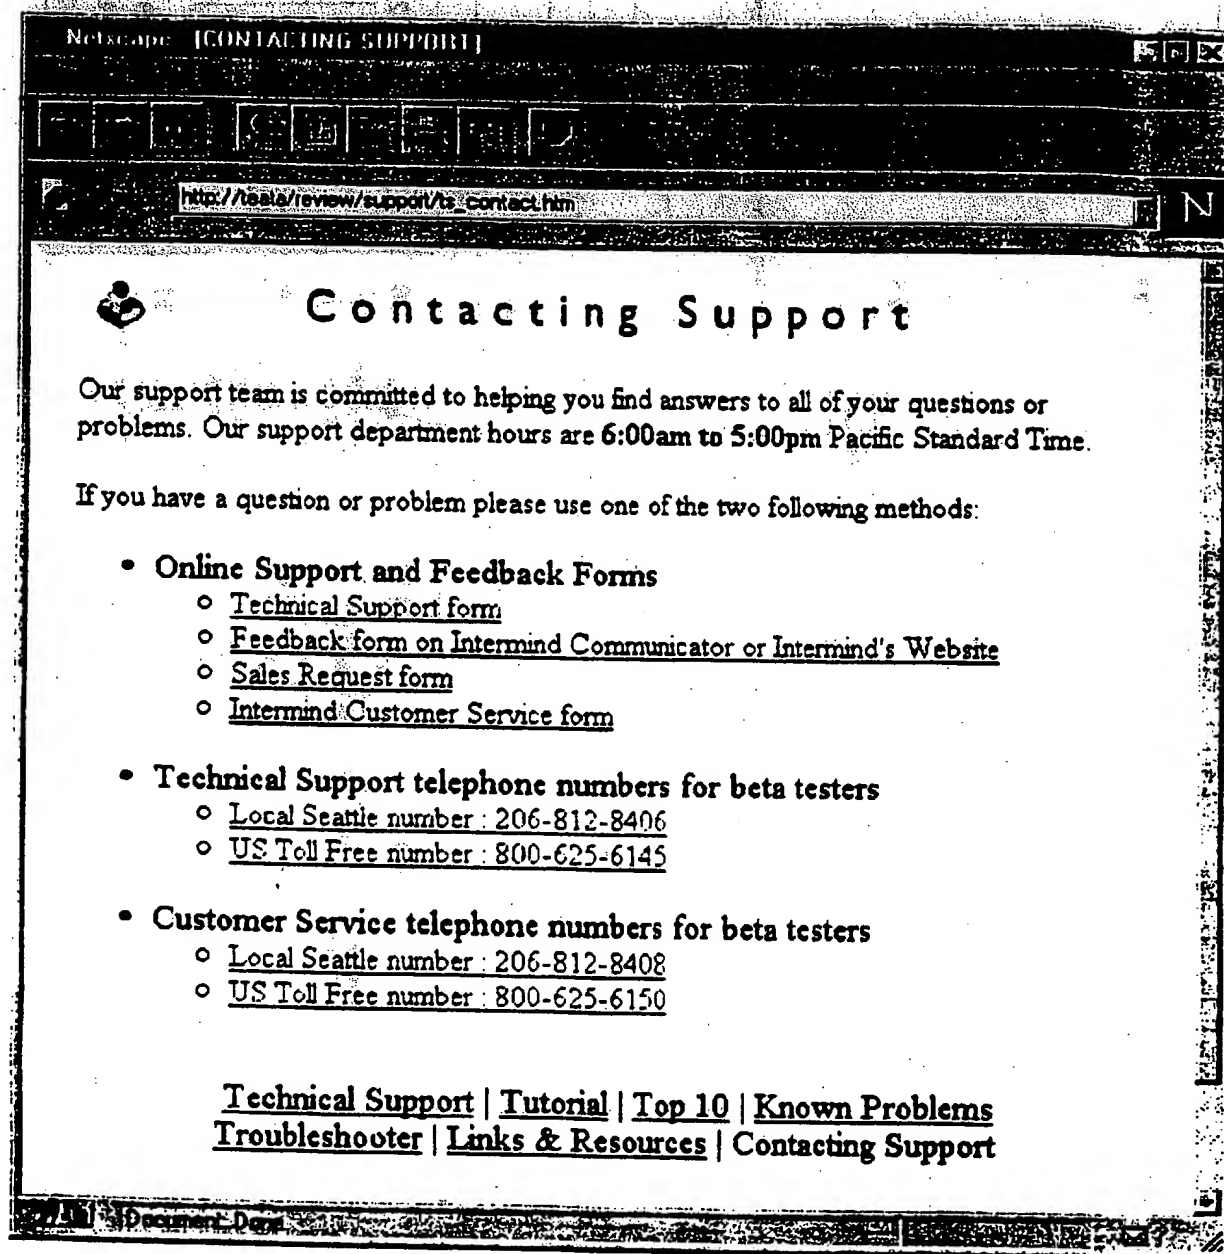 Netscape - [CONTACTING SUPPORT]
http://teala/review/support/ts_contact.htm
N
Contacting Support
Our support team is committed to helping you find answers to all of your questions or
problems. Our support department hours are 6:00am to 5:00pm Pacific Standard Time.
If you have a question or problem please use one of the two following methods:
• Online Support and Feedback Forms
o Technical Support form
o Feedback form on Intermind Communicator or Intermind's Website
o Sales Request form
o Intermind Customer Service form
• Technical Support telephone numbers for beta testers
o Local Seattle number : 206-812-8406
o US Toll Free number : 800-625-6145
• Customer Service telephone numbers for beta testers
o Local Seattle number : 206-812-8408
o US Toll Free number : 800-625-6150
Technical Support | Tutorial | Top 10 | Known Problems
Troubleshooter | Links & Resources | Contacting Support
Document: Done